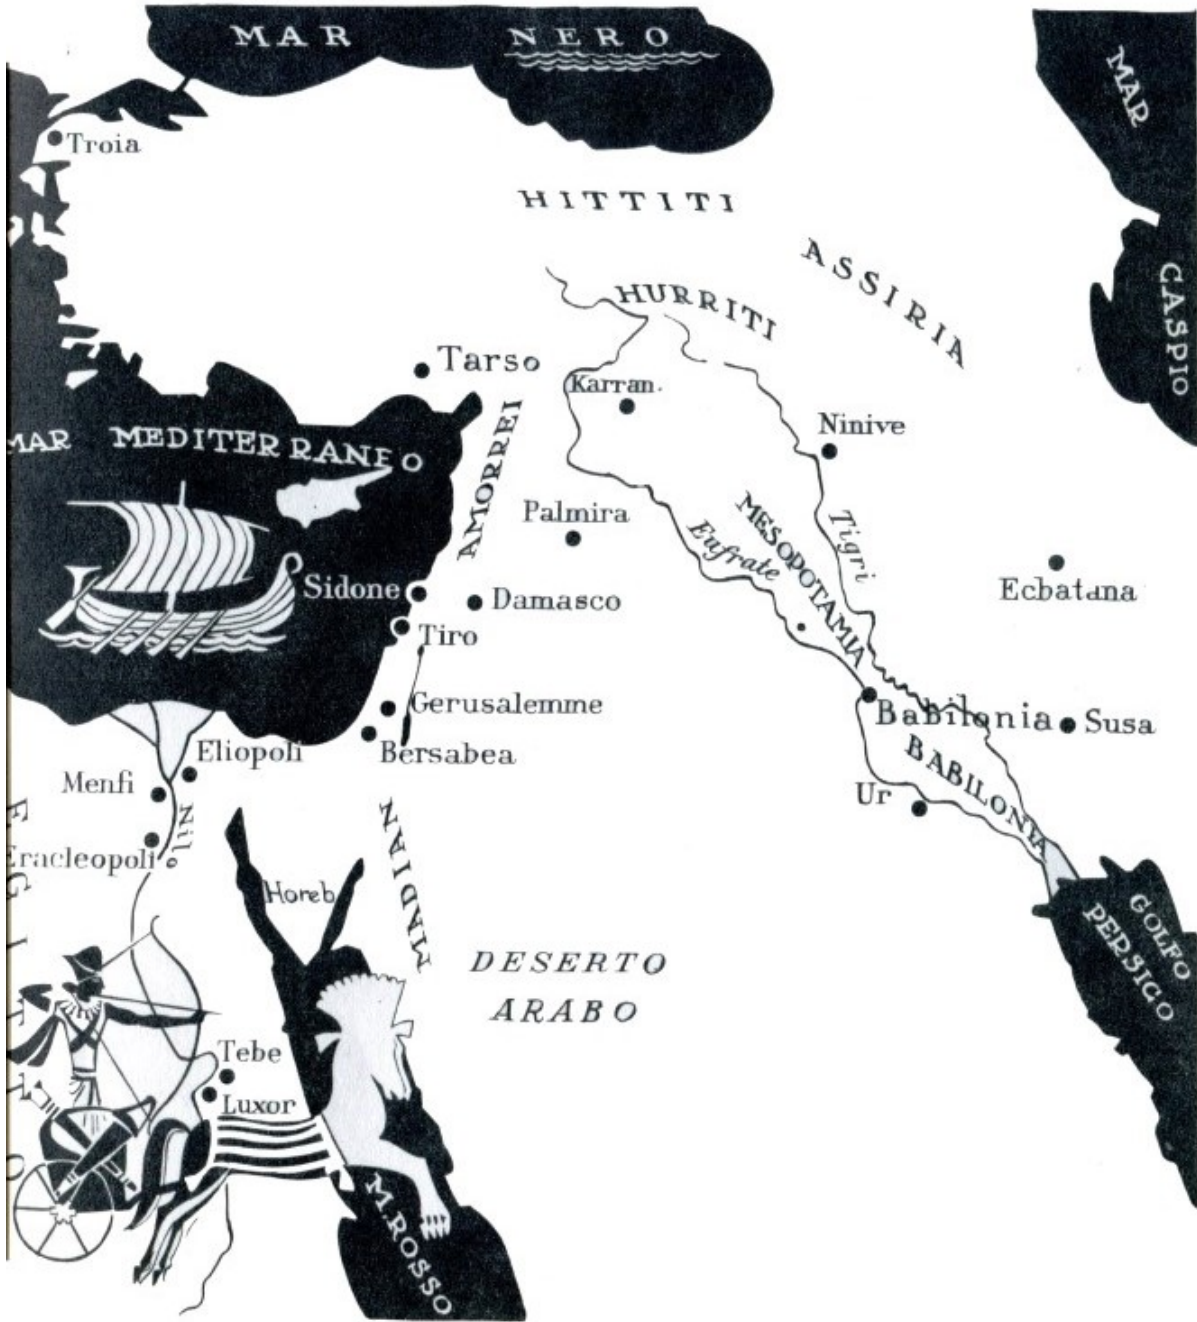 MAR NERO
MAR CASPIO
Troia
HITTITI
ASSIRIA
HURRITI
Tarso
Karran.
Ninive
MAR MEDITERRANEO
AMORREI
Palmira
MESOPOTAMIA
Eufrate
Tigri
Ecbatana
Sidone
Damasco
Tiro
Gerusalemme
Babilonia
Susa
Bersabea
Eliopoli
BABILONIA
Menfi
Ur
Nilo
MADIAN
Eracleopoli
EGITTO
Horeb
GOLFO PERSICO
DESERTO
ARABO
Tebe
Luxor
M. ROSSO